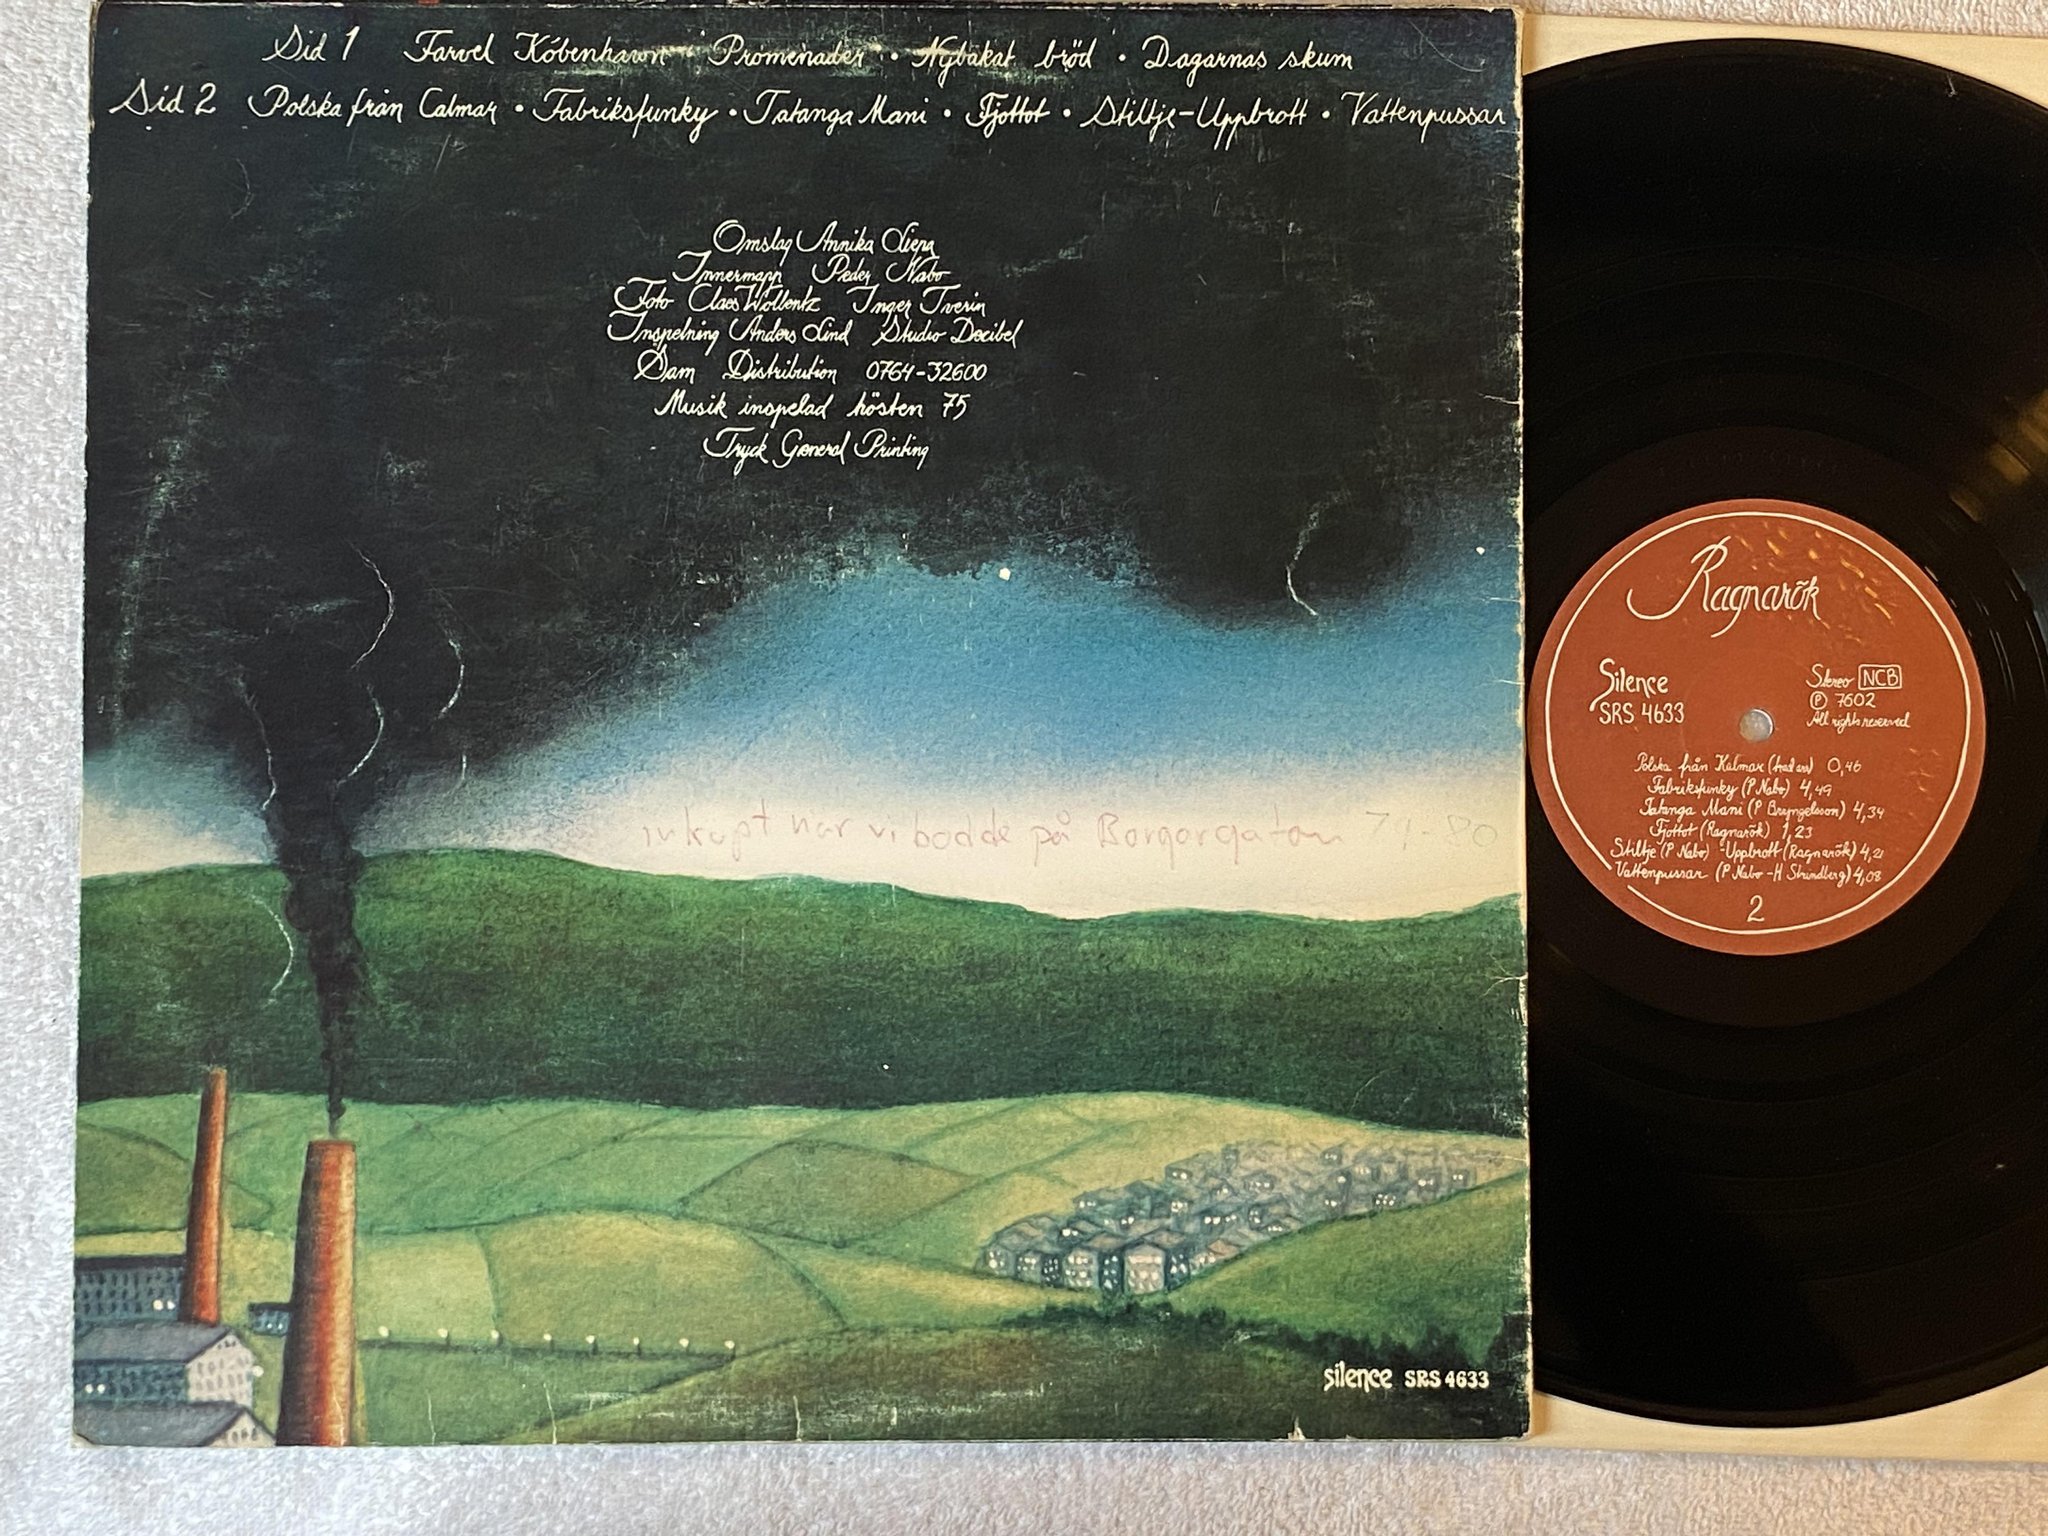 Sid 1 Farvel Köbenhavn • Promenader • Nybakat bröd • Dagarnas skum
Sid 2 Polska från Calmar • Fabriksfunky • Tatanga Mani • Fjottot • Stiltje-Uppbrott • Vattenpussar
Omslag Annika Liera
Innermapp Peder Nabo
Foto Claes Wollentz Inger Tverin
Inspelning Anders Lind Studio Decibel
Sam Distribution 0764-32600
Musik inspelad hösten 75
Tryck General Printing
inköpt när vi bodde på Borgargatan 80
silence SRS 4633
Ragnarök
Silence
SRS 4633
Stereo NCB
Ⓟ 7602
All rights reserved
Polska från Kalmar (trad arr) 0,46
Fabriksfunky (P Nabo) 4,49
Tatanga Mani (P Bryngelsson) 4,34
Fjottot (Ragnarök) 1,23
Stiltje (P Nabo) -Uppbrott (Ragnarök) 4,21
Vattenpussar (P Nabo -H Strindberg) 4,08
2